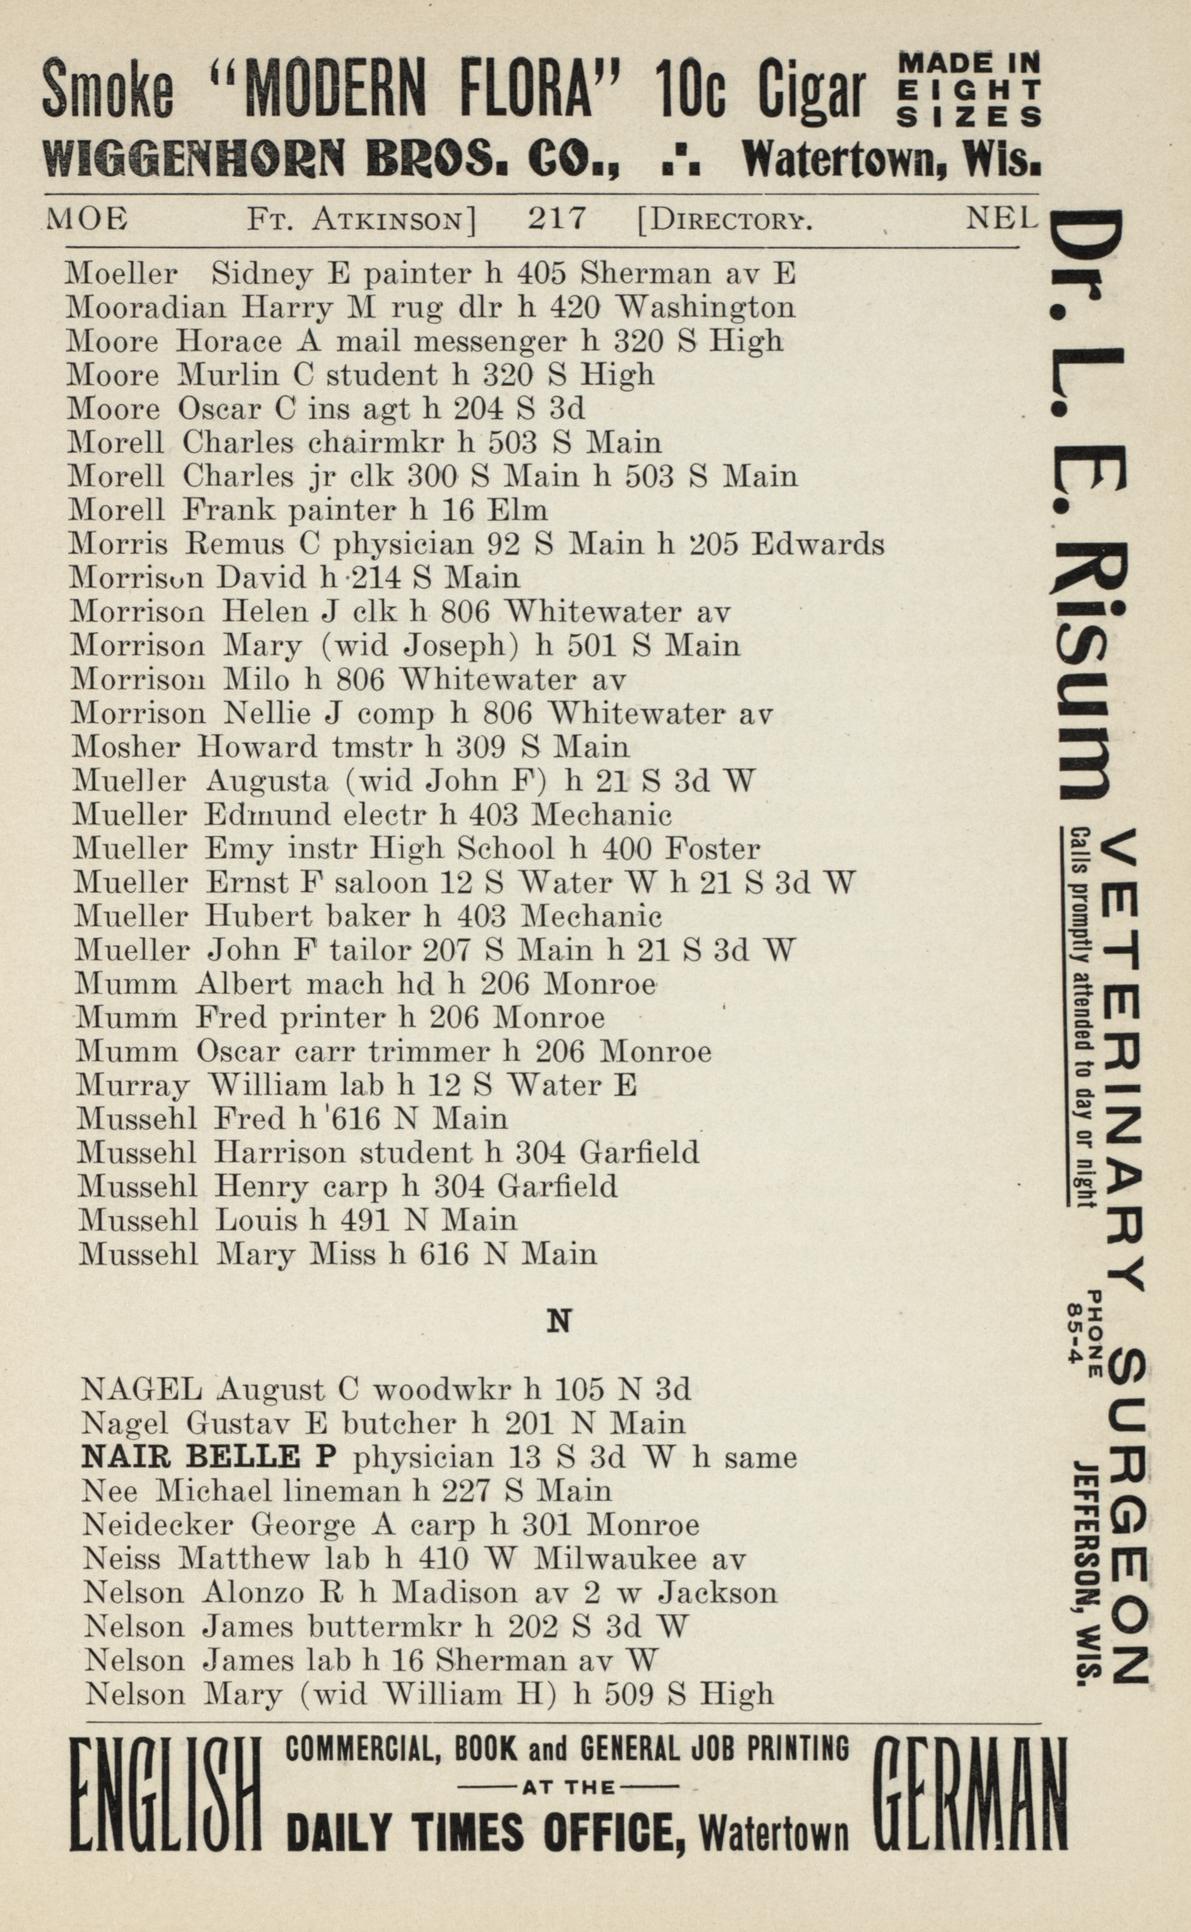 Smoke "MODERN FLORA" 10c Cigar MADE IN EIGHT SIZES
WIGGENHORN BROS. CO., ∴ Watertown, Wis.
MOE Ft. Atkinson] 217 [Directory. NEL
Moeller Sidney E painter h 405 Sherman av E
Mooradian Harry M rug dlr h 420 Washington
Moore Horace A mail messenger h 320 S High
Moore Murlin C student h 320 S High
Moore Oscar C ins agt h 204 S 3d
Morell Charles chairmkr h 503 S Main
Morell Charles jr clk 300 S Main h 503 S Main
Morell Frank painter h 16 Elm
Morris Remus C physician 92 S Main h 205 Edwards
Morrison David h 214 S Main
Morrison Helen J clk h 806 Whitewater av
Morrison Mary (wid Joseph) h 501 S Main
Morrison Milo h 806 Whitewater av
Morrison Nellie J comp h 806 Whitewater av
Mosher Howard tmstr h 309 S Main
Mueller Augusta (wid John F) h 21 S 3d W
Mueller Edmund electr h 403 Mechanic
Mueller Emy instr High School h 400 Foster
Mueller Ernst F saloon 12 S Water W h 21 S 3d W
Mueller Hubert baker h 403 Mechanic
Mueller John F tailor 207 S Main h 21 S 3d W
Mumm Albert mach hd h 206 Monroe
Mumm Fred printer h 206 Monroe
Mumm Oscar carr trimmer h 206 Monroe
Murray William lab h 12 S Water E
Mussehl Fred h 616 N Main
Mussehl Harrison student h 304 Garfield
Mussehl Henry carp h 304 Garfield
Mussehl Louis h 491 N Main
Mussehl Mary Miss h 616 N Main
N
NAGEL August C woodwkr h 105 N 3d
Nagel Gustav E butcher h 201 N Main
NAIR BELLE P physician 13 S 3d W h same
Nee Michael lineman h 227 S Main
Neidecker George A carp h 301 Monroe
Neiss Matthew lab h 410 W Milwaukee av
Nelson Alonzo R h Madison av 2 w Jackson
Nelson James buttermkr h 202 S 3d W
Nelson James lab h 16 Sherman av W
Nelson Mary (wid William H) h 509 S High
Dr. L. E. Risum
VETERINARY SURGEON
Calls promptly attended to day or night
PHONE
85-4
JEFFERSON, WIS.
ENGLISH
COMMERCIAL, BOOK and GENERAL JOB PRINTING
AT THE
DAILY TIMES OFFICE, Watertown
GERMAN